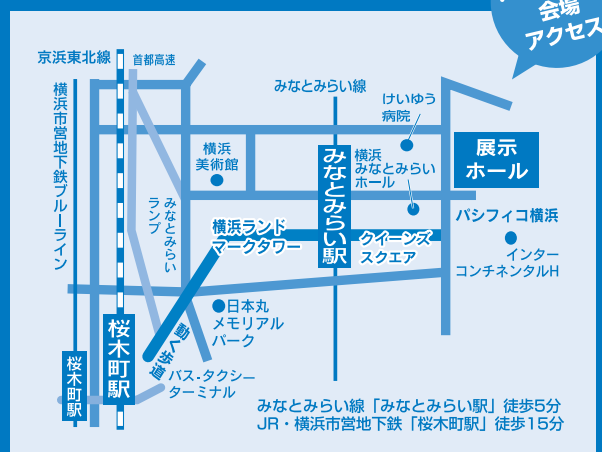 会場
アクセス
京浜東北線
首都高速
横浜市営地下鉄ブルーライン
みなとみらい線
けいゆう
病院
横浜
美術館
みなとみらい
ランプ
みなとみらい駅
横浜
みなとみらい
ホール
展示
ホール
パシフィコ横浜
横浜ランド
マークタワー
クイーンズ
スクエア
インター
コンチネンタルH
日本丸
メモリアル
パーク
動く歩道
桜木町駅
桜木町駅
バス・タクシー
ターミナル
みなとみらい線「みなとみらい駅」徒歩5分
JR・横浜市営地下鉄「桜木町駅」徒歩15分